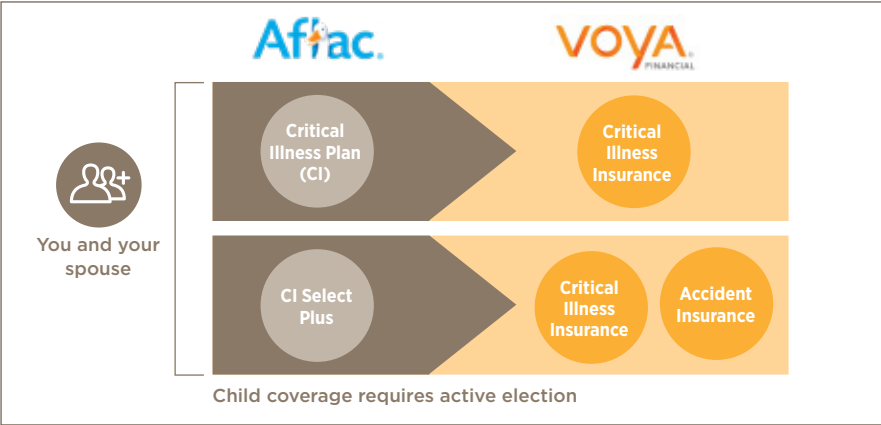 Aflac.
VOYA
FINANCIAL
Critical
Illness Plan
(CI)
Critical
Illness
Insurance
You and your
spouse
CI Select
Plus
Critical
Illness
Insurance
Accident
Insurance
Child coverage requires active election